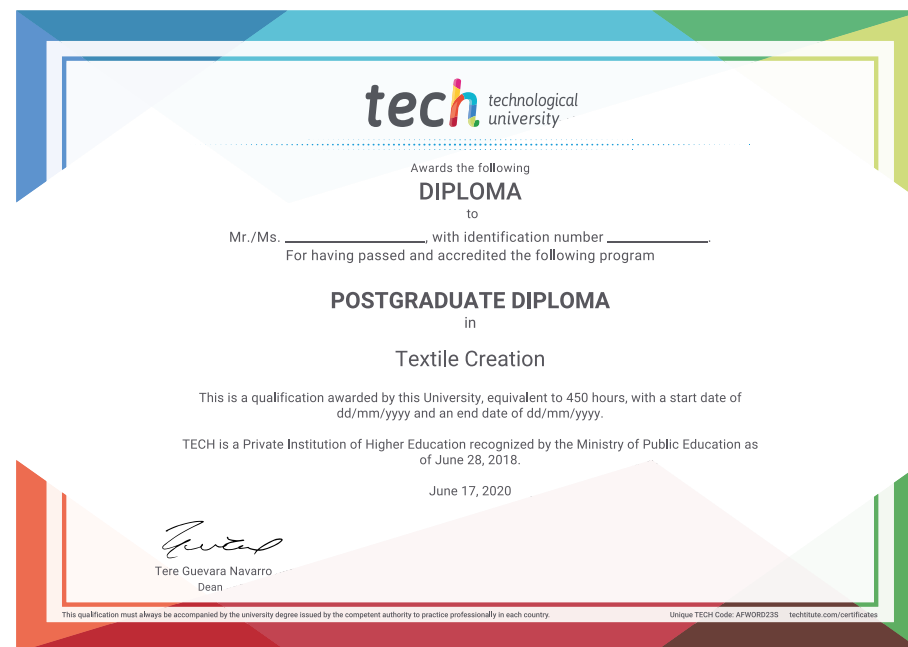 tech technological
university
Awards the following
DIPLOMA
to
Mr./Ms. ____________________, with identification number ______________.
For having passed and accredited the following program
POSTGRADUATE DIPLOMA
in
Textile Creation
This is a qualification awarded by this University, equivalent to 450 hours, with a start date of
dd/mm/yyyy and an end date of dd/mm/yyyy.
TECH is a Private Institution of Higher Education recognized by the Ministry of Public Education as
of June 28, 2018.
June 17, 2020
Tere Guevara Navarro
Dean
This qualification must always be accompanied by the university degree issued by the competent authority to practice professionally in each country. Unique TECH Code: AFWORD23S techtitute.com/certificates